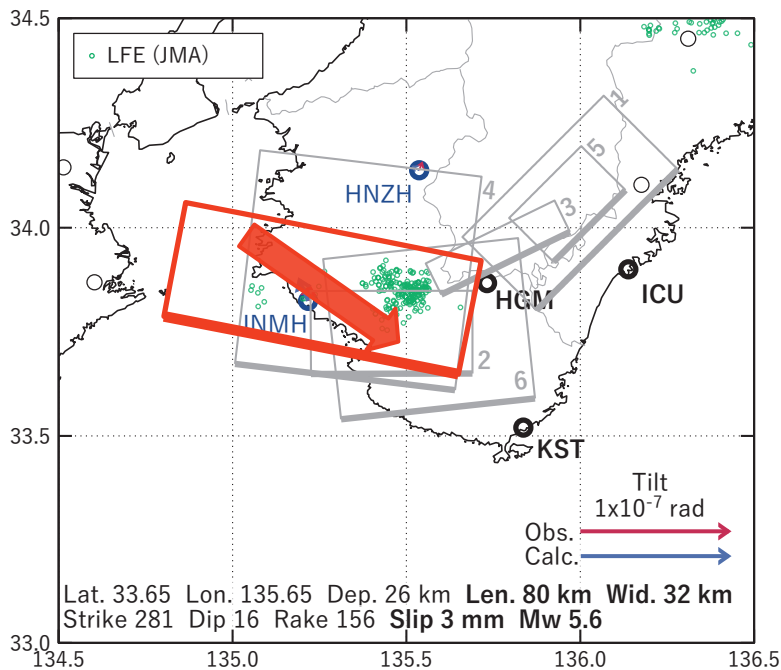 34.5
LFE (JMA)
1
5
HNZH
4
3
34.0
HGM
ICU
INMH
2
6
33.5
KST
Tilt
1x10-7 rad
Obs.
Calc.
Lat. 33.65 Lon. 135.65 Dep. 26 km Len. 80 km Wid. 32 km
Strike 281 Dip 16 Rake 156 Slip 3 mm Mw 5.6
33.0
134.5 135.0 135.5 136.0 136.5